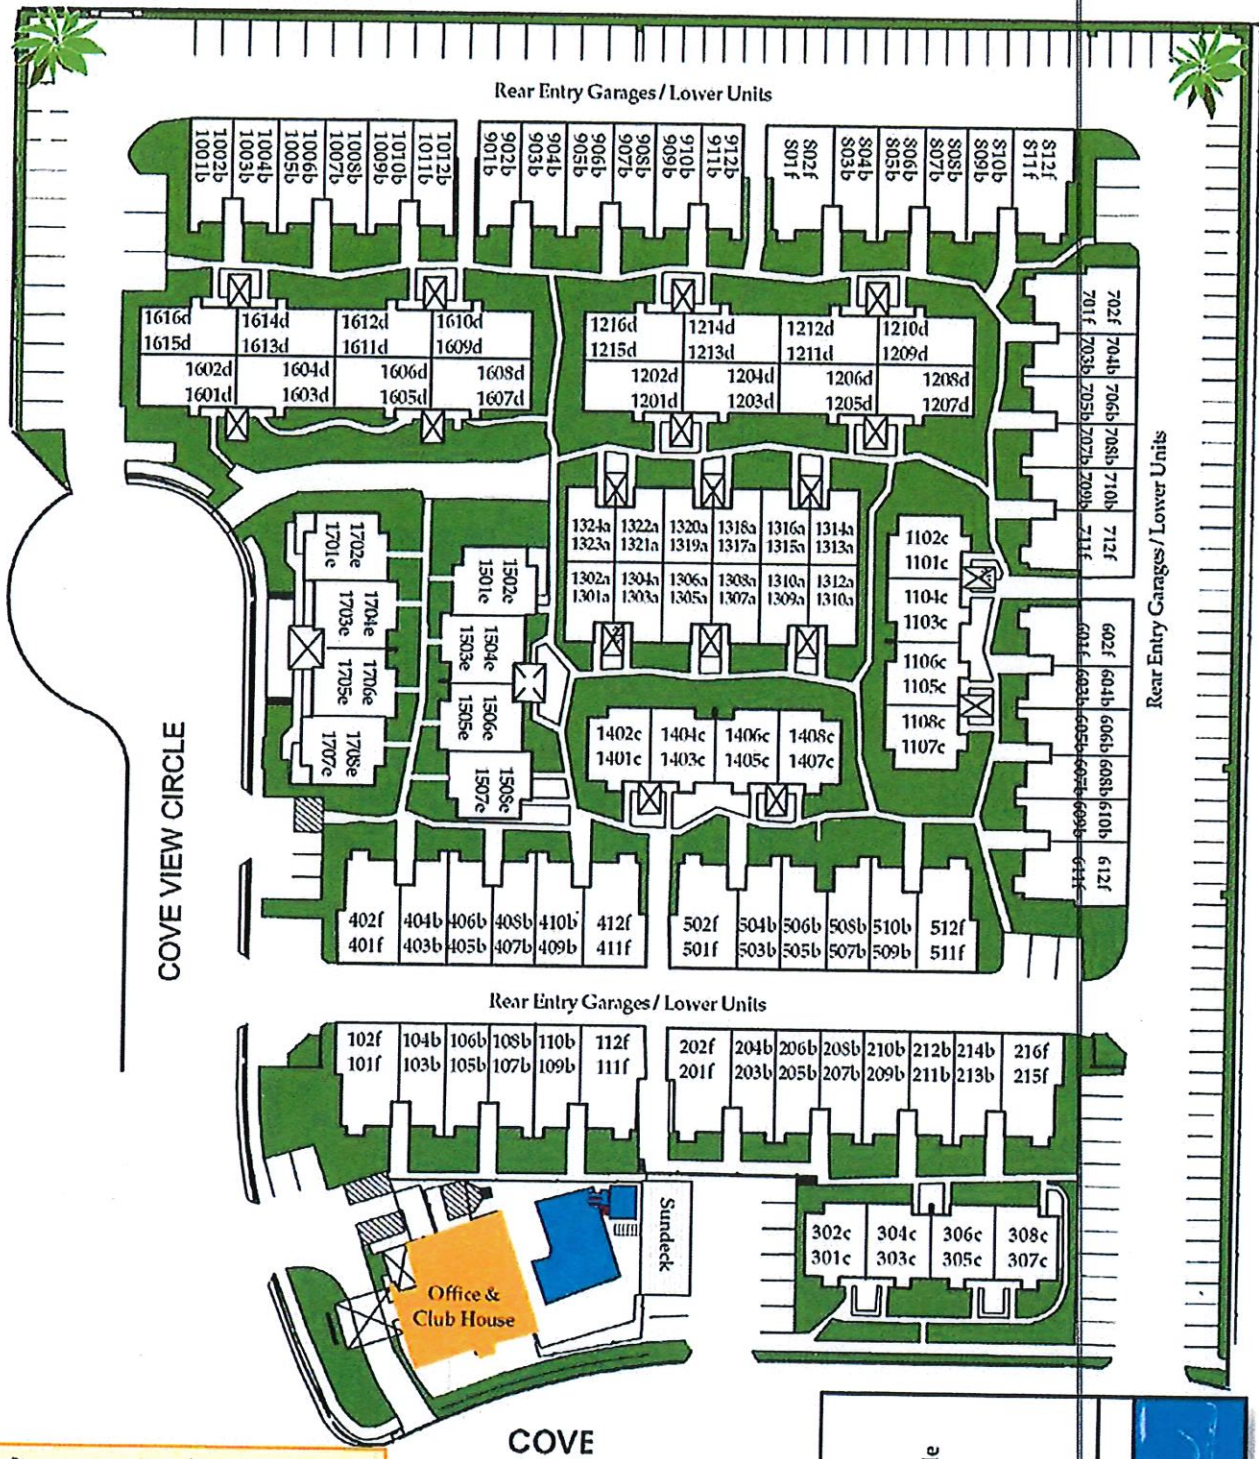 Rear Entry Garages / Lower Units
1002b 1004b 1006b 1008b 1010b 1012b
1001b 1003b 1005b 1007b 1009b 1011b
902b 904b 906b 908b 910b 912b
901b 903b 905b 907b 909b 911b
802f 804b 806b 808b 810b 812f
801f 803b 805b 807b 809b 811f
702f 704b 706b 708b 710b 712f
701f 703b 705b 707b 709b 711f
Rear Entry Garages / Lower Units
1616d 1614d 1612d 1610d
1615d 1613d 1611d 1609d
1602d 1604d 1606d 1608d
1601d 1603d 1605d 1607d
1216d 1214d 1212d 1210d
1215d 1213d 1211d 1209d
1202d 1204d 1206d 1208d
1201d 1203d 1205d 1207d
1324a 1322a 1320a 1318a 1316a 1314a
1323a 1321a 1319a 1317a 1315a 1313a
1302a 1304a 1306a 1308a 1310a 1312a
1301a 1303a 1305a 1307a 1309a 1310a
1102c
1101c
1104c
1103c
1106c
1105c
1108c
1107c
1702e 1704e 1706e 1708e
1701e 1703e 1705e 1707e
1502e 1504e 1506e 1508e
1501e 1503e 1505e 1507e
602f 604b 606b 608b 610b 612f
601f 603b 605b 607b 609b 611f
1402c 1404c 1406c 1408c
1401c 1403c 1405c 1407c
COVE VIEW CIRCLE
402f 404b 406b 408b 410b 412f
401f 403b 405b 407b 409b 411f
502f 504b 506b 508b 510b 512f
501f 503b 505b 507b 509b 511f
Rear Entry Garages / Lower Units
102f 104b 106b 108b 110b 112f
101f 103b 105b 107b 109b 111f
202f 204b 206b 208b 210b 212b 214b 216f
201f 203b 205b 207b 209b 211b 213b 215f
Sundeck
302c 304c 306c 308c
301c 303c 305c 307c
Office &
Club House
COVE